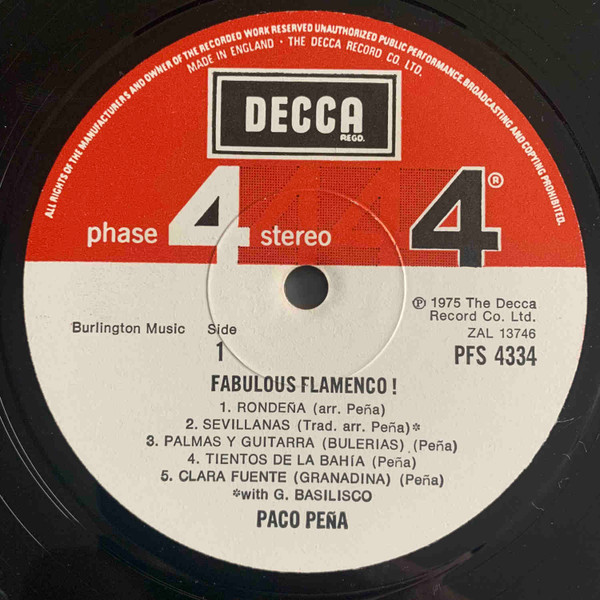 ALL RIGHTS OF THE MANUFACTURERS AND OWNER OF THE RECORDED WORK RESERVED UNAUTHORIZED PUBLIC PERFORMANCE, BROADCASTING AND COPYING PROHIBITED.
MADE IN ENGLAND · THE DECCA RECORD CO. LTD.
DECCA
REGD.
phase 4 stereo 4 4 4®
℗ 1975 The Decca
Record Co. Ltd.
ZAL 13746
Burlington Music Side
1
PFS 4334
FABULOUS FLAMENCO !
1. RONDEÑA (arr. Peña)
2. SEVILLANAS (Trad. arr. Peña)*
3. PALMAS Y GUITARRA (BULERIAS) (Peña)
4. TIENTOS DE LA BAHÍA (Peña)
5. CLARA FUENTE (GRANADINA) (Peña)
*with G. BASILISCO
PACO PEÑA